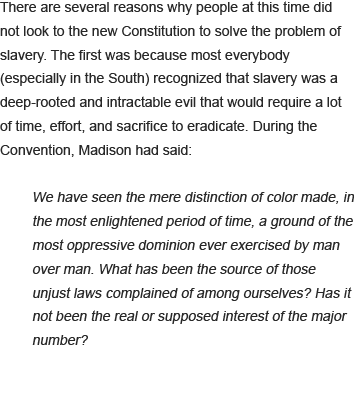 There are several reasons why people at this time did
not look to the new Constitution to solve the problem of
slavery. The first was because most everybody
(especially in the South) recognized that slavery was a
deep-rooted and intractable evil that would require a lot
of time, effort, and sacrifice to eradicate. During the
Convention, Madison had said:
We have seen the mere distinction of color made, in
the most enlightened period of time, a ground of the
most oppressive dominion ever exercised by man
over man. What has been the source of those
unjust laws complained of among ourselves? Has it
not been the real or supposed interest of the major
number?